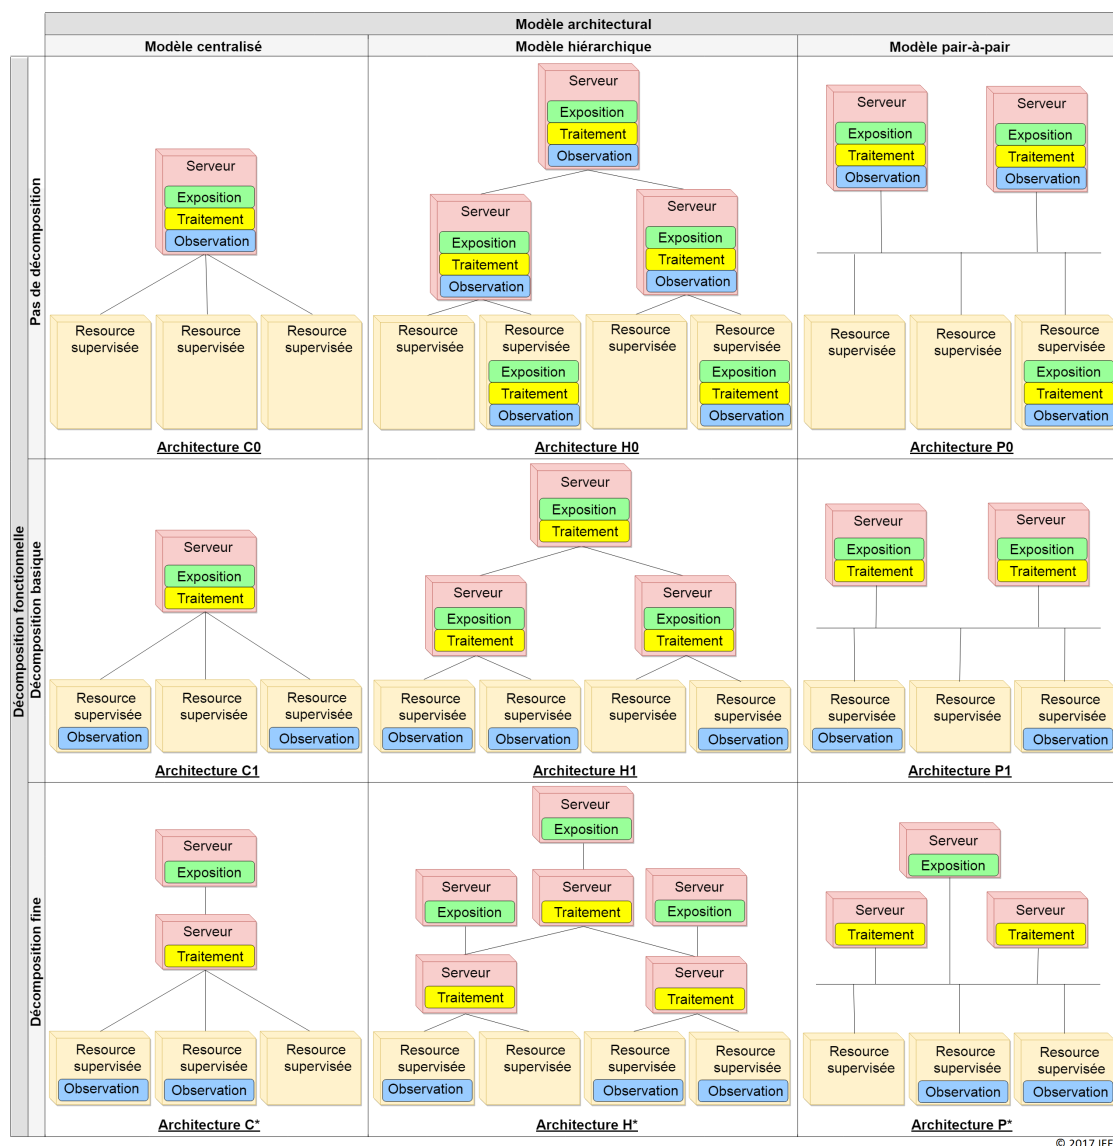 Modèle architectural
Modèle centralisé
Modèle hiérarchique
Modèle pair-à-pair
Décomposition fonctionnelle
Pas de décomposition
Serveur
Exposition
Traitement
Observation
Resource
supervisée
Resource
supervisée
Resource
supervisée
Architecture C0
Serveur
Exposition
Traitement
Observation
Serveur
Exposition
Traitement
Observation
Serveur
Exposition
Traitement
Observation
Resource
supervisée
Resource
supervisée
Exposition
Traitement
Observation
Resource
supervisée
Resource
supervisée
Exposition
Traitement
Observation
Architecture H0
Serveur
Exposition
Traitement
Observation
Serveur
Exposition
Traitement
Observation
Resource
supervisée
Resource
supervisée
Resource
supervisée
Exposition
Traitement
Observation
Architecture P0
Décomposition basique
Serveur
Exposition
Traitement
Resource
supervisée
Observation
Resource
supervisée
Resource
supervisée
Observation
Architecture C1
Serveur
Exposition
Traitement
Serveur
Exposition
Traitement
Serveur
Exposition
Traitement
Resource
supervisée
Observation
Resource
supervisée
Observation
Resource
supervisée
Resource
supervisée
Observation
Architecture H1
Serveur
Exposition
Traitement
Serveur
Exposition
Traitement
Resource
supervisée
Observation
Resource
supervisée
Resource
supervisée
Observation
Architecture P1
Décomposition fine
Serveur
Exposition
Serveur
Traitement
Resource
supervisée
Observation
Resource
supervisée
Observation
Resource
supervisée
Architecture C*
Serveur
Exposition
Serveur
Exposition
Serveur
Traitement
Serveur
Exposition
Serveur
Traitement
Serveur
Traitement
Resource
supervisée
Observation
Resource
supervisée
Resource
supervisée
Observation
Resource
supervisée
Observation
Architecture H*
Serveur
Exposition
Serveur
Traitement
Serveur
Traitement
Resource
supervisée
Resource
supervisée
Observation
Resource
supervisée
Observation
Architecture P*
© 2017